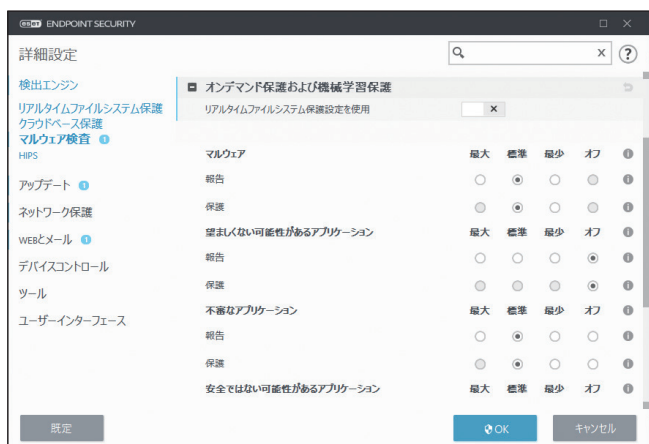 eset ENDPOINT SECURITY
詳細設定
x
?
検出エンジン
リアルタイムファイルシステム保護
クラウドベース保護
マルウェア検査 1
HIPS
アップデート 1
ネットワーク保護
WEBとメール 1
デバイスコントロール
ツール
ユーザーインターフェース
オンデマンド保護および機械学習保護
リアルタイムファイルシステム保護設定を使用
マルウェア 最大 標準 最少 オフ
報告
保護
望ましくない可能性があるアプリケーション 最大 標準 最少 オフ
報告
保護
不審なアプリケーション 最大 標準 最少 オフ
報告
保護
安全ではない可能性があるアプリケーション 最大 標準 最少 オフ
既定
OK
キャンセル